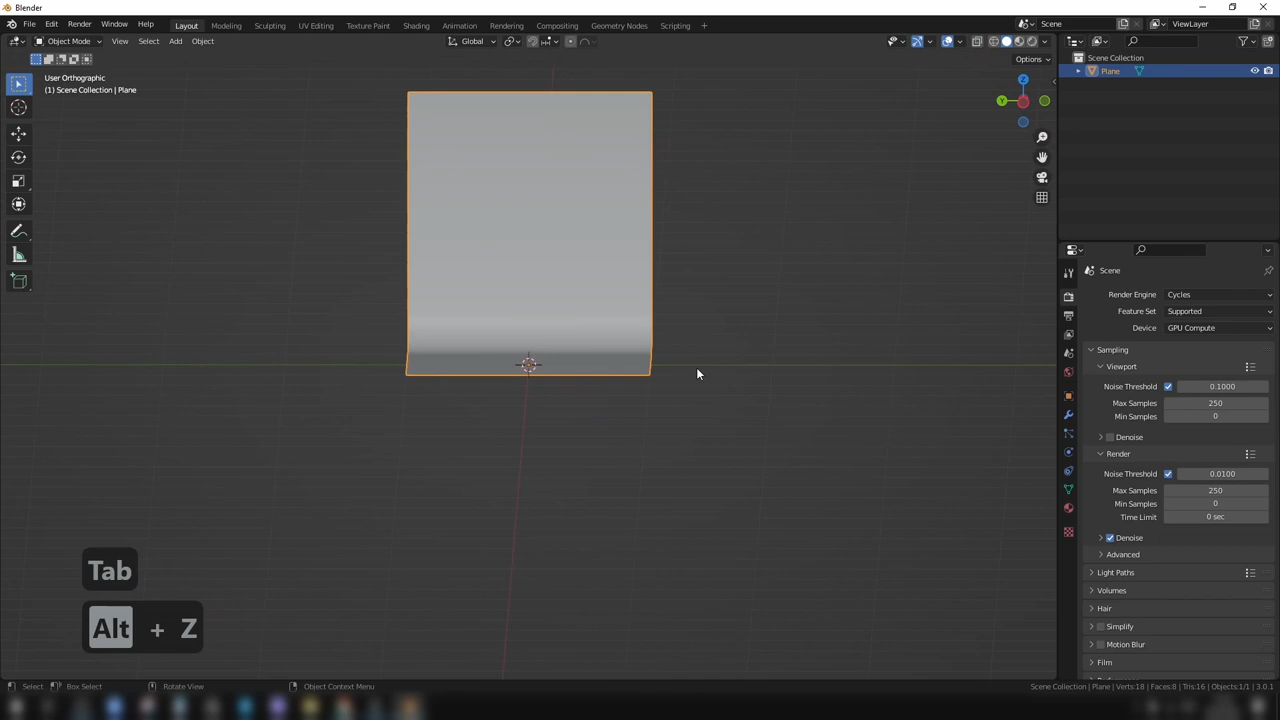 Blender
File Edit Render Window Help Layout Modeling Sculpting UV Editing Texture Paint Shading Animation Rendering Compositing Geometry Nodes Scripting + Scene ViewLayer
Object Mode View Select Add Object Global
Options
User Orthographic
(1) Scene Collection | Plane
Z
Y
Scene Collection
Plane
Scene
Render Engine Cycles
Feature Set Supported
Device GPU Compute
Sampling
Viewport
Noise Threshold 0.1000
Max Samples 250
Min Samples 0
Denoise
Render
Noise Threshold 0.0100
Max Samples 250
Min Samples 0
Time Limit 0 sec
Denoise
Advanced
Light Paths
Volumes
Hair
Simplify
Motion Blur
Film
Tab
Alt + Z
Select Box Select Rotate View Object Context Menu Scene Collection | Plane | Verts:18 | Faces:8 | Tris:16 | Objects:1/1 | 3.0.1